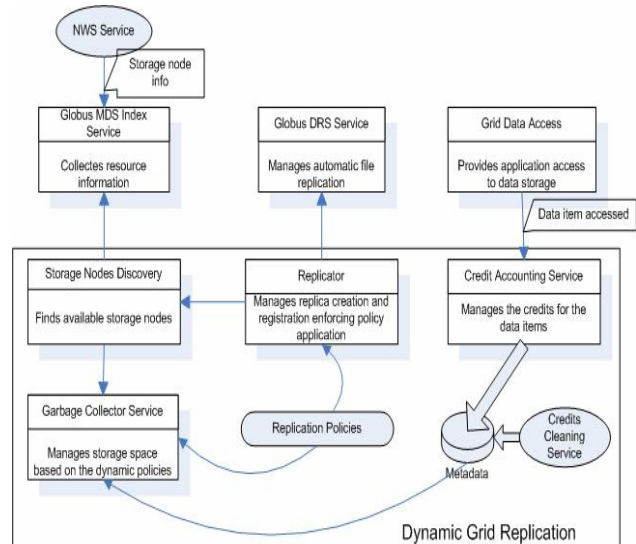 NWS Service
Storage node
info
Globus MDS Index
Service
Collectes resource
information
Globus DRS Service
Manages automatic file
replication
Grid Data Access
Provides application access
to data storage
Data item accessed
Storage Nodes Discovery
Finds available storage
nodes
Replicator
Manages replica creation and
registration enforcing policy
application
Credit Accounting Service
Manages the credits for the
data items
Garbage Collector Service
Manages storage space
based on the dynamic policies
Replication Policies
Metadata
Credits
Cleaning
Service
Dynamic Grid Replication